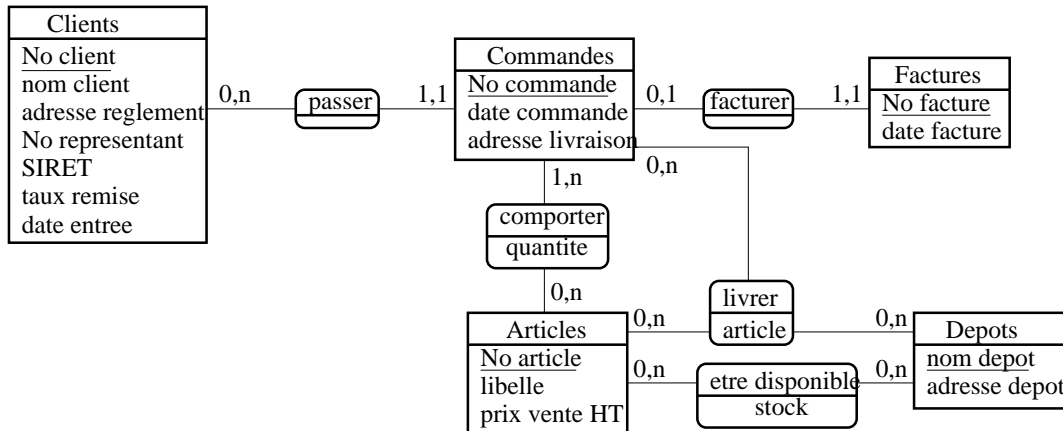 Clients
No client
nom client
adresse reglement
No representant
SIRET
taux remise
date entree
0,n
passer
1,1
Commandes
No commande
date commande
adresse livraison
0,1
facturer
1,1
Factures
No facture
date facture
1,n
0,n
comporter
quantite
0,n
livrer
article
0,n
0,n
Articles
No article
libelle
prix vente HT
0,n
etre disponible
stock
0,n
Depots
nom depot
adresse depot